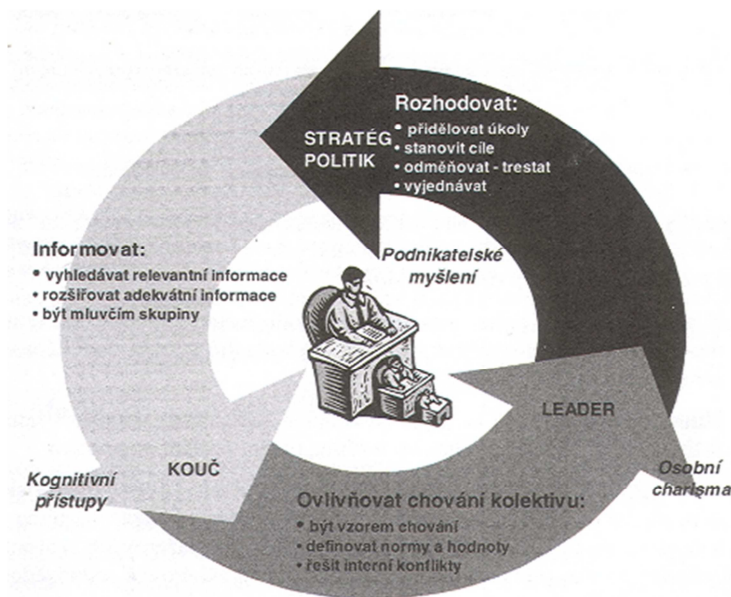 Rozhodovat:
• přidělovat úkoly
• stanovit cíle
• odměňovat - trestat
• vyjednávat
STRATÉG
POLITIK
Informovat:
• vyhledávat relevantní informace
• rozšiřovat adekvátní informace
• být mluvčím skupiny
Podnikatelské
myšlení
LEADER
KOUČ
Kognitivní
přístupy
Osobní
charisma
Ovlivňovat chování kolektivu:
• být vzorem chování
• definovat normy a hodnoty
• řešit interní konflikty